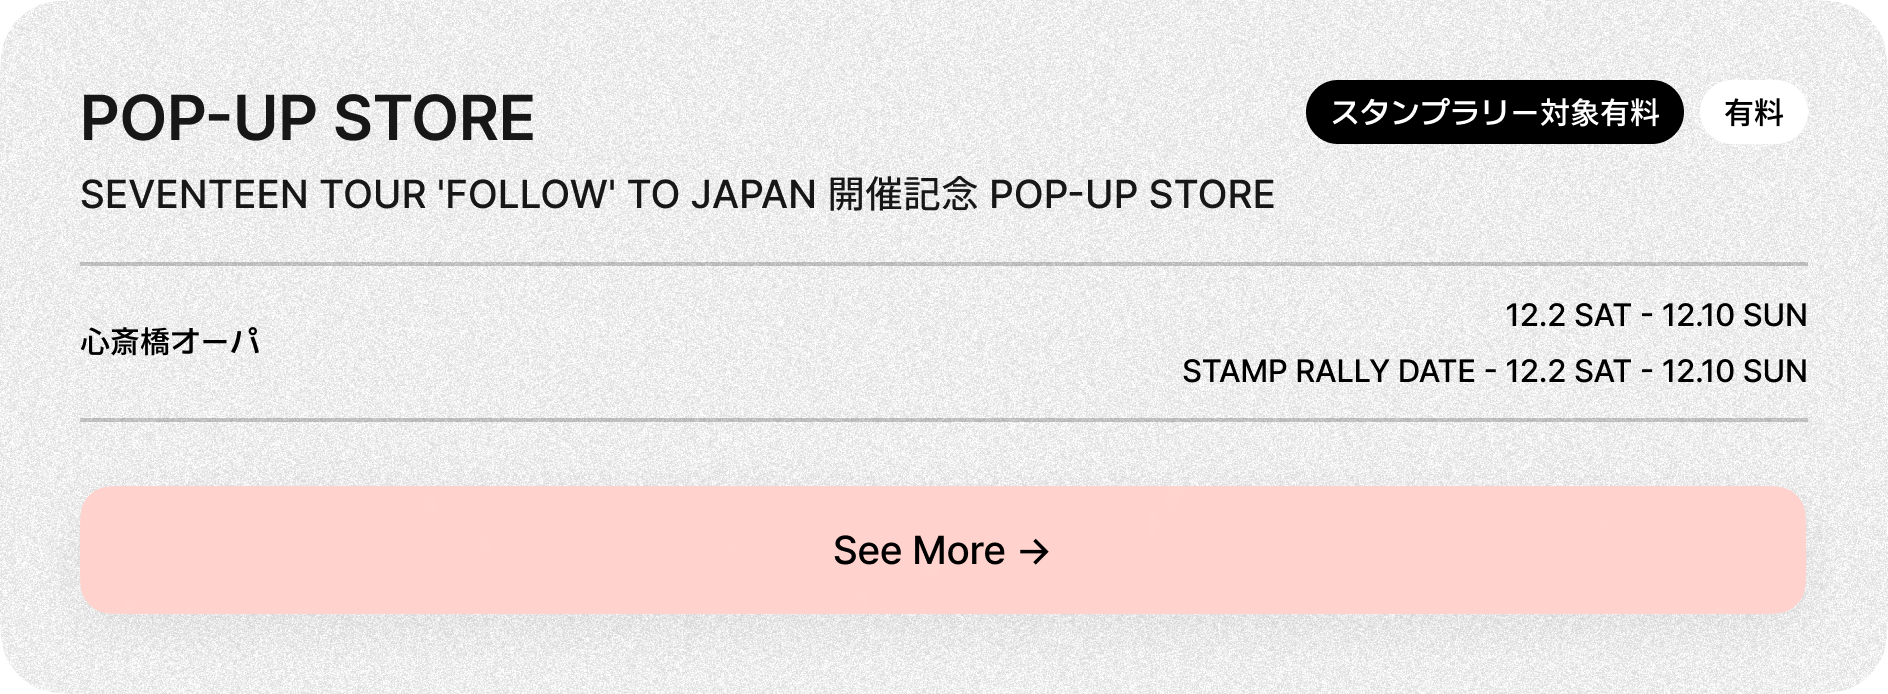 POP-UP STORE
スタンプラリー対象有料
有料
SEVENTEEN TOUR 'FOLLOW' TO JAPAN 開催記念 POP-UP STORE
心斎橋オーパ
12.2 SAT - 12.10 SUN
STAMP RALLY DATE - 12.2 SAT - 12.10 SUN
See More →